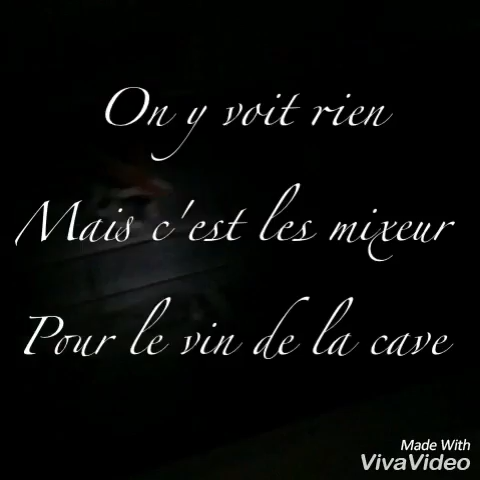 On y voit rien
Mais c'est les mixeur
Pour le vin de la cave
Made With
VivaVideo